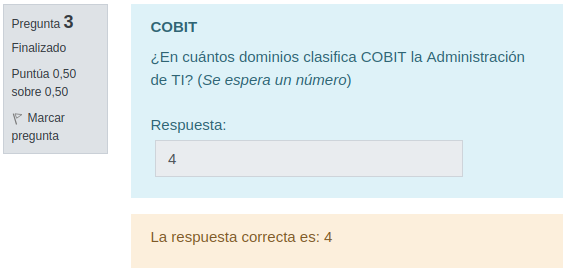 Pregunta 3
Finalizado
Puntúa 0,50
sobre 0,50
Marcar
pregunta
COBIT
¿En cuántos dominios clasifica COBIT la Administración
de TI? (Se espera un número)
Respuesta:
4
La respuesta correcta es: 4